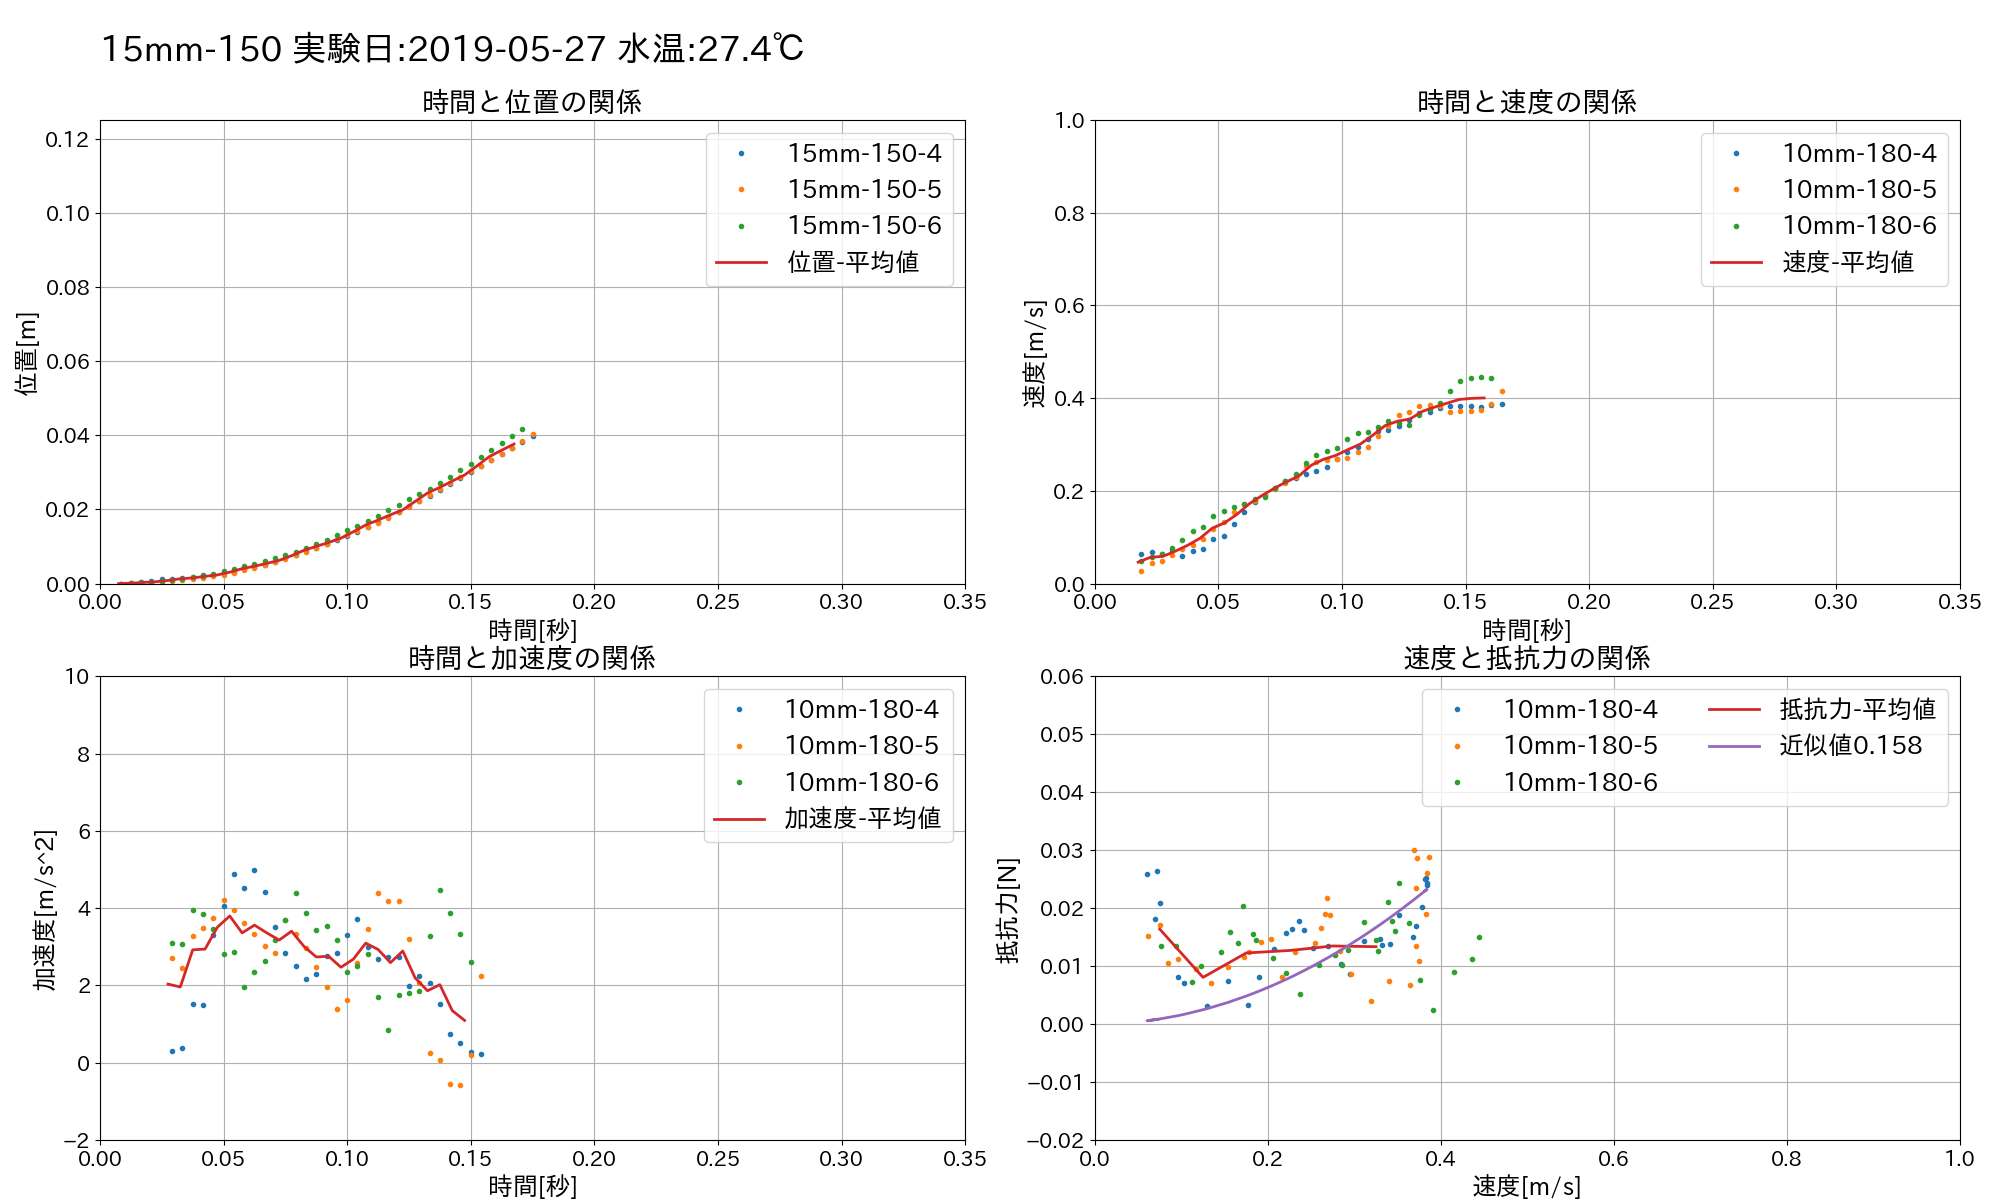 15mm-150 実験日:2019-05-27 水温:27.4℃
時間と位置の関係
0.12
0.10
0.08
0.06
0.04
0.02
0.00
位置[m]
15mm-150-4
15mm-150-5
15mm-150-6
位置-平均値
0.00 0.05 0.10 0.15 0.20 0.25 0.30 0.35
時間[秒]
時間と速度の関係
1.0
0.8
0.6
0.4
0.2
0.0
速度[m/s]
10mm-180-4
10mm-180-5
10mm-180-6
速度-平均値
0.00 0.05 0.10 0.15 0.20 0.25 0.30 0.35
時間[秒]
時間と加速度の関係
10
8
6
4
2
0
−2
加速度[m/s^2]
10mm-180-4
10mm-180-5
10mm-180-6
加速度-平均値
0.00 0.05 0.10 0.15 0.20 0.25 0.30 0.35
時間[秒]
速度と抵抗力の関係
0.06
0.05
0.04
0.03
0.02
0.01
0.00
−0.01
−0.02
抵抗力[N]
10mm-180-4
10mm-180-5
10mm-180-6
抵抗力-平均値
近似値0.158
0.0 0.2 0.4 0.6 0.8 1.0
速度[m/s]